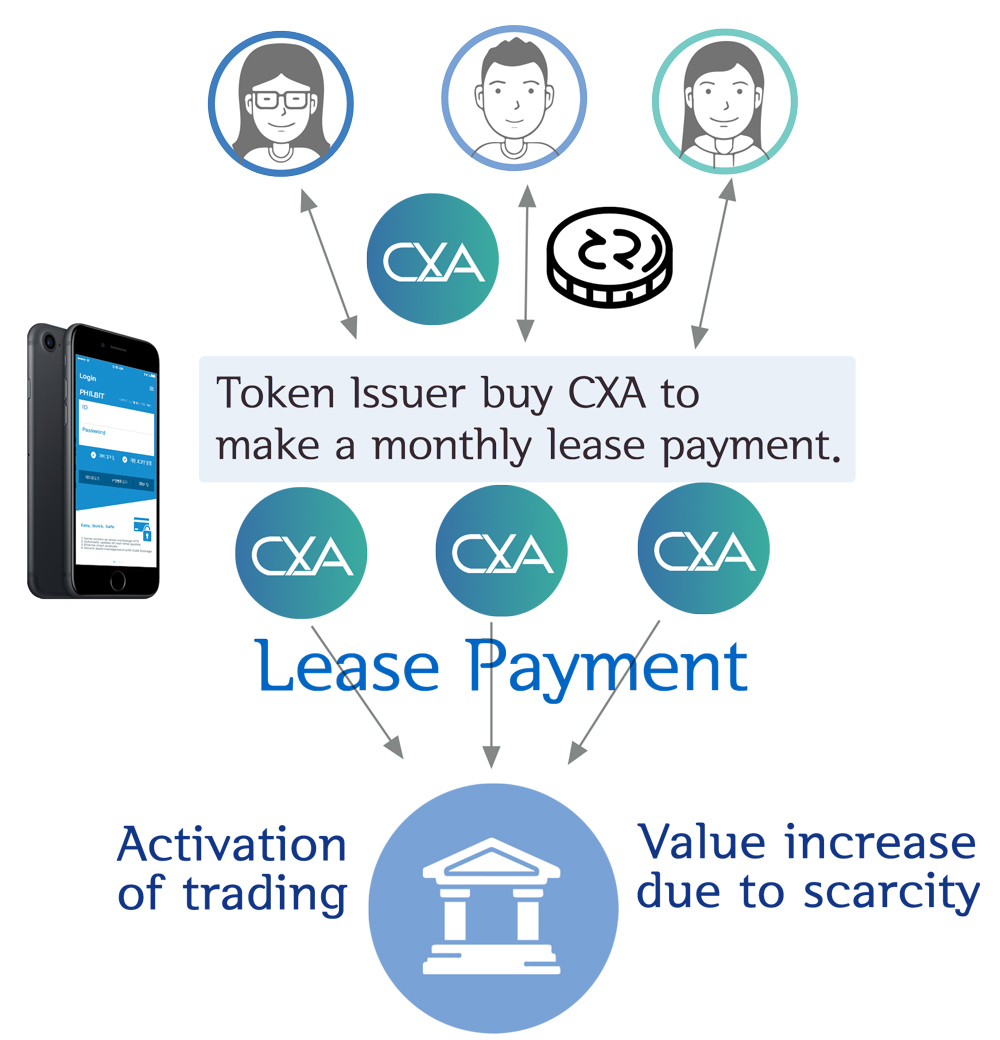 CXA
Login
PHILBIT
ID
Password
Easy, Quick, Safe
Token Issuer buy CXA to
make a monthly lease payment.
CXA
CXA
CXA
Lease Payment
Activation
of trading
Value increase
due to scarcity